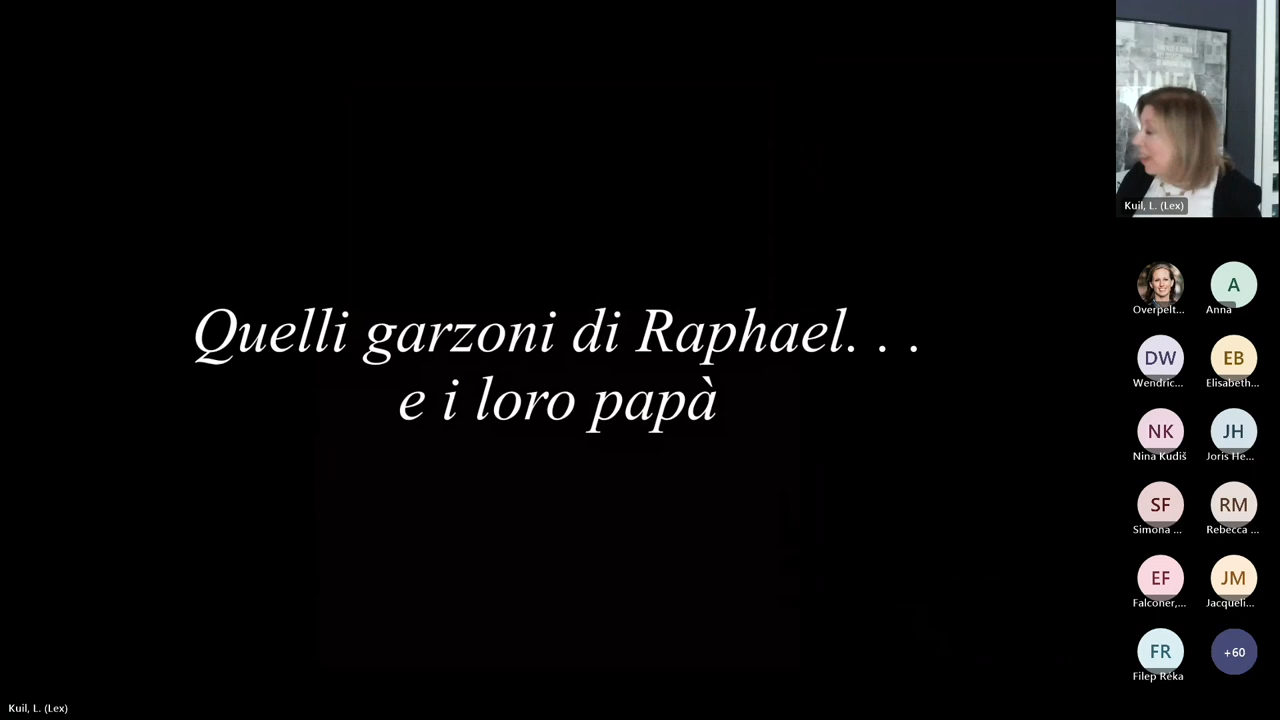 Quelli garzoni di Raphael. . .
e i loro papà
LINEA
Kuil, L. (Lex)
Overpelt...
A
Anna
DW
Wendric...
EB
Elisabeth...
NK
Nina Kudiš
JH
Joris He...
SF
Simona ...
RM
Rebecca ...
EF
Falconer,...
JM
Jacqueli...
FR
Filep Réka
+60
Kuil, L. (Lex)